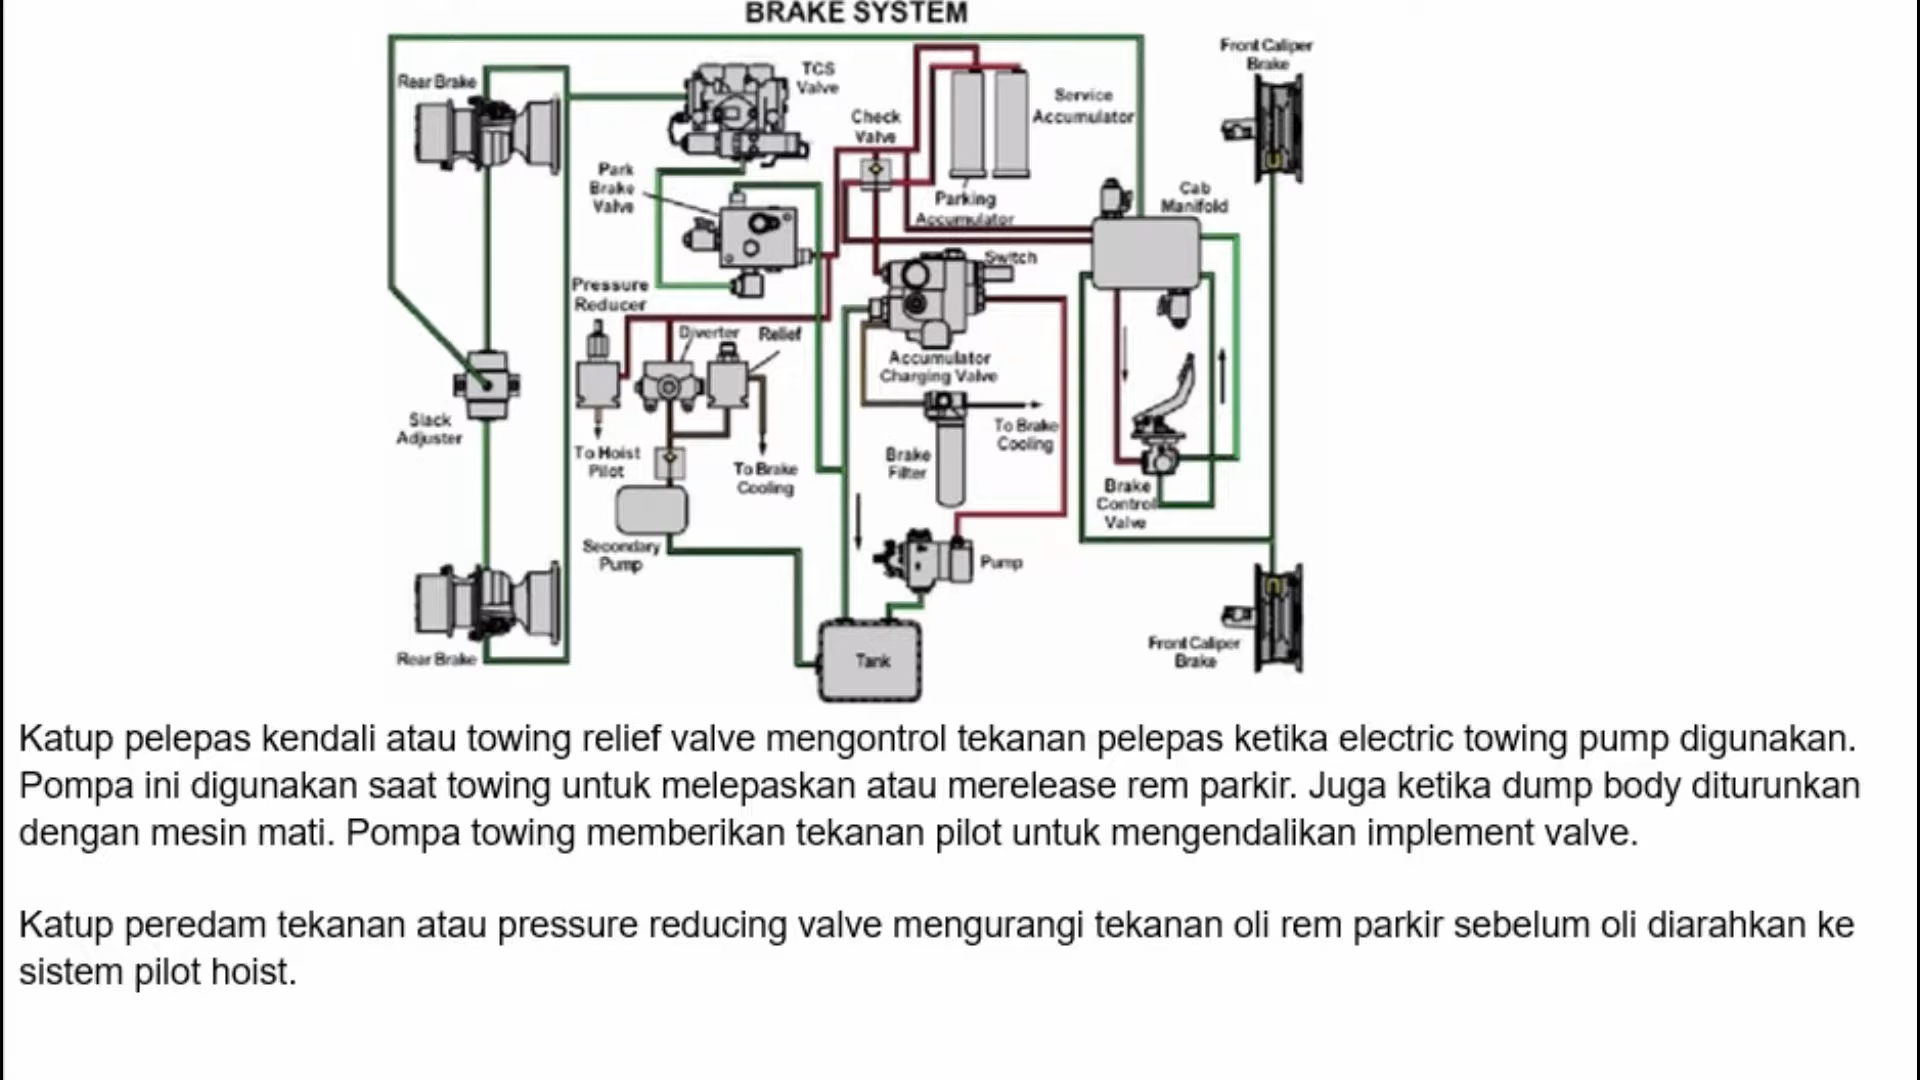 BRAKE SYSTEM
Rear Brake
TCS
Valve
Front Caliper
Brake
Service
Accumulator
Check
Valve
Park
Brake
Valve
Parking
Accumulator
Cab
Manifold
Switch
Pressure
Reducer
Diverter
Relief
Accumulator
Charging Valve
Slack
Adjuster
To Hoist
Pilot
To Brake
Cooling
Brake
Filter
To Brake
Cooling
Brake
Control
Valve
Secondary
Pump
Pump
Rear Brake
Tank
Front Caliper
Brake
Katup pelepas kendali atau towing relief valve mengontrol tekanan pelepas ketika electric towing pump digunakan.
Pompa ini digunakan saat towing untuk melepaskan atau merelease rem parkir. Juga ketika dump body diturunkan
dengan mesin mati. Pompa towing memberikan tekanan pilot untuk mengendalikan implement valve.
Katup peredam tekanan atau pressure reducing valve mengurangi tekanan oli rem parkir sebelum oli diarahkan ke
sistem pilot hoist.